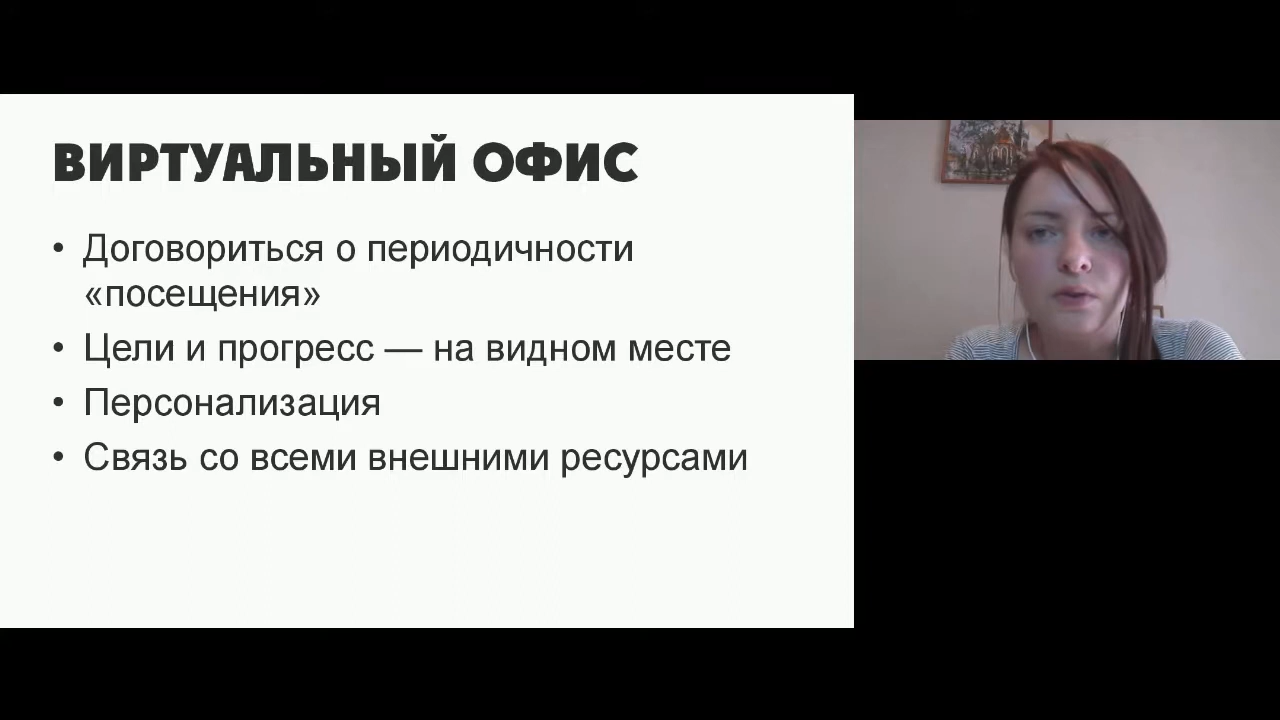 ВИРТУАЛЬНЫЙ ОФИС
• Договориться о периодичности
«посещения»
• Цели и прогресс — на видном месте
• Персонализация
• Связь со всеми внешними ресурсами